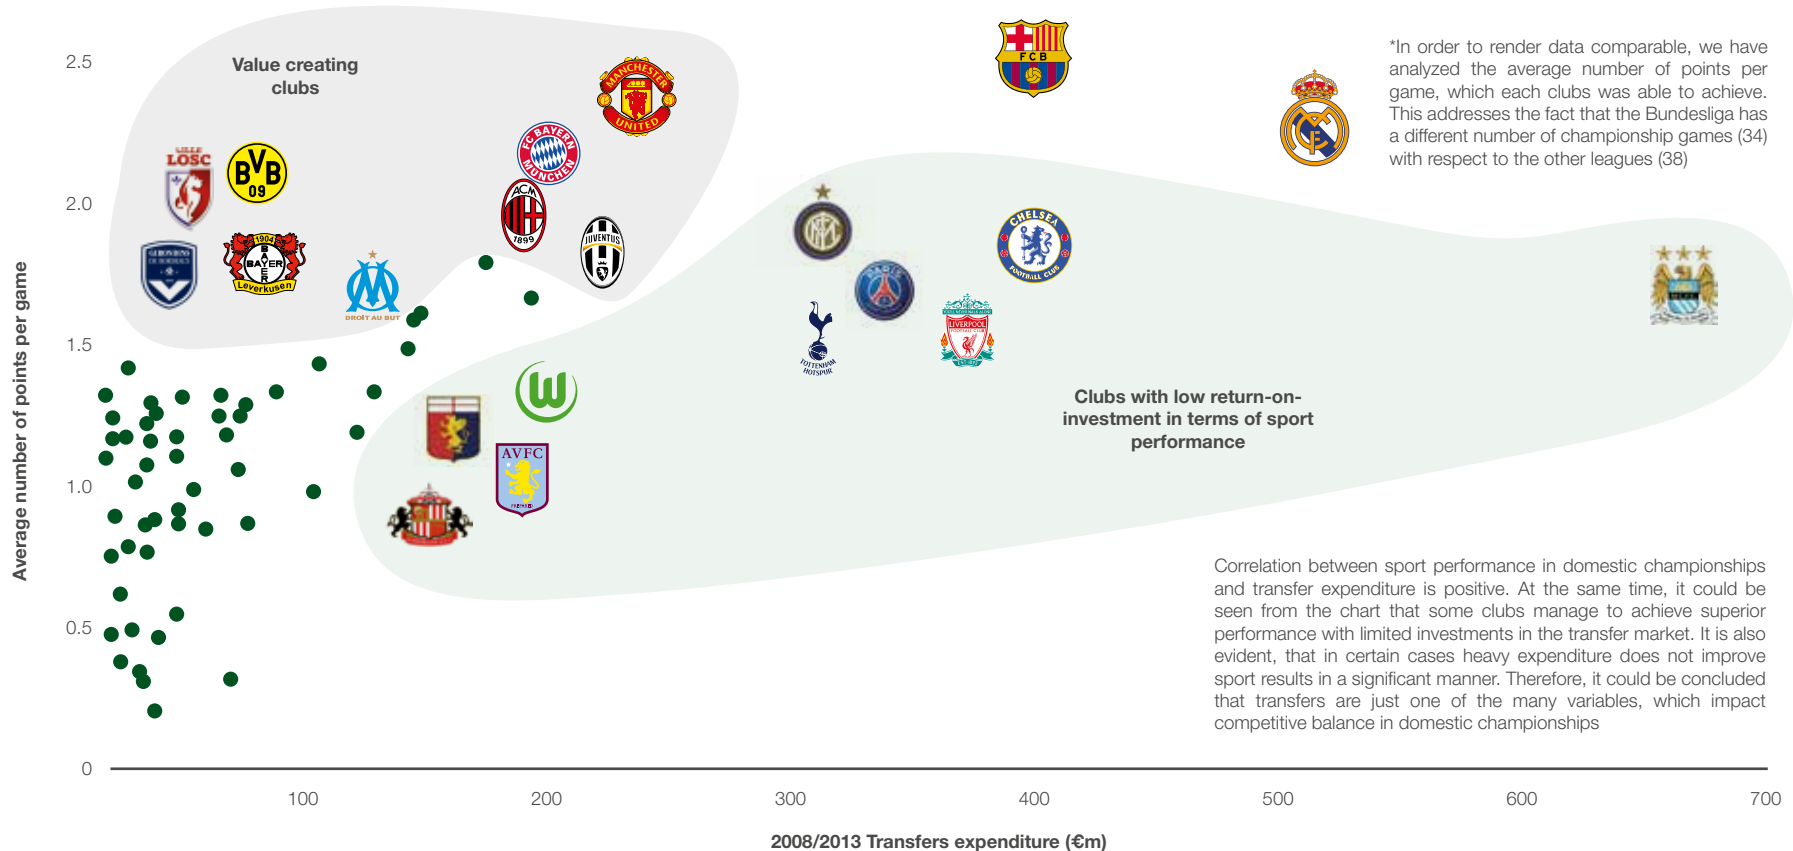 Value creating
clubs
*In order to render data comparable, we have
analyzed the average number of points per
game, which each clubs was able to achieve.
This addresses the fact that the Bundesliga has
a different number of championship games (34)
with respect to the other leagues (38)
2.5
2.0
1.5
1.0
0.5
0
Average number of points per game
FCB
MANCHESTER
UNITED
FC BAYERN
MÜNCHEN
LOSC
BVB
09
ACM
1899
JUVENTUS
GIRONDINS
DE BORDEAUX
1904
BAYER
BAYER
Leverkusen
DROIT AU BUT
CHELSEA
FOOTBALL CLUB
PARIS
TOTTENHAM
HOTSPUR
LIVERPOOL
FOOTBALL CLUB
W
AVFC
PREPARED
Clubs with low return-on-
investment in terms of sport
performance
Correlation between sport performance in domestic championships
and transfer expenditure is positive. At the same time, it could be
seen from the chart that some clubs manage to achieve superior
performance with limited investments in the transfer market. It is also
evident, that in certain cases heavy expenditure does not improve
sport results in a significant manner. Therefore, it could be concluded
that transfers are just one of the many variables, which impact
competitive balance in domestic championships
100
200
300
400
500
600
700
2008/2013 Transfers expenditure (€m)